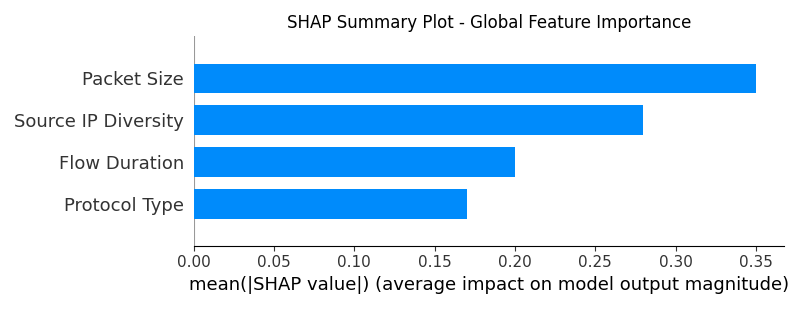 SHAP Summary Plot - Global Feature Importance
Packet Size
Source IP Diversity
Flow Duration
Protocol Type
0.00 0.05 0.10 0.15 0.20 0.25 0.30 0.35
mean(|SHAP value|) (average impact on model output magnitude)